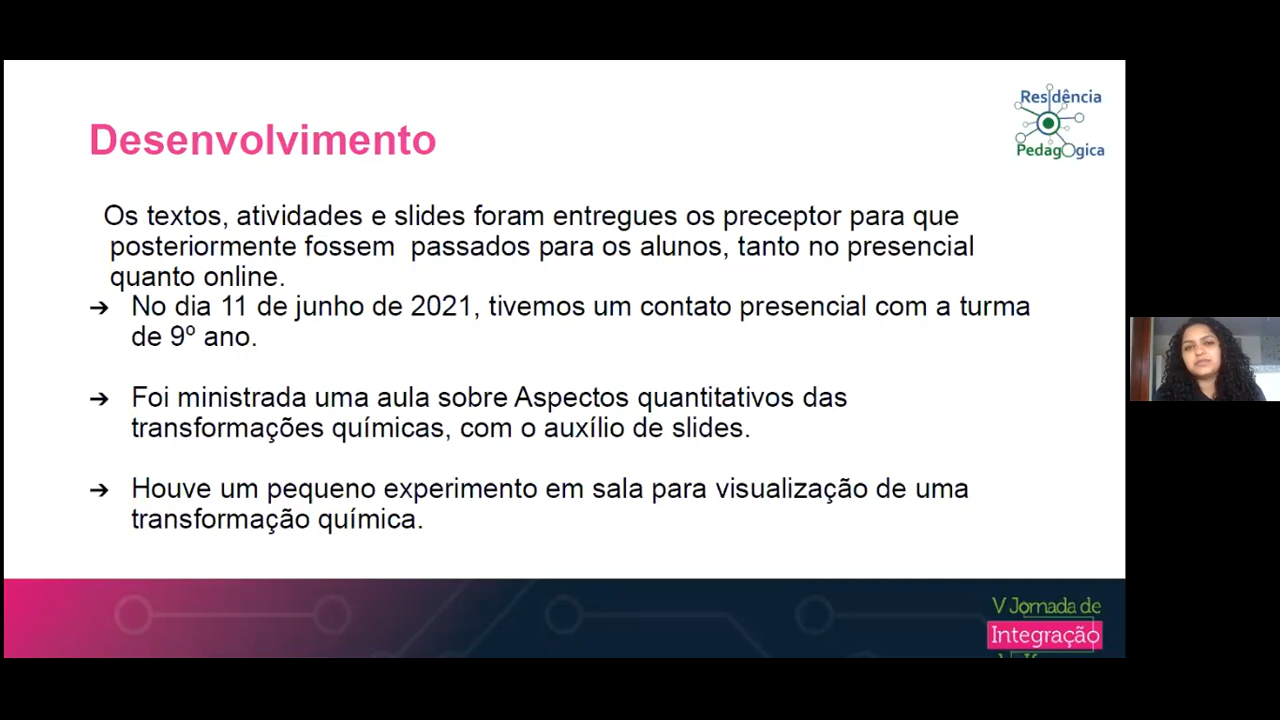 Residência
PedagOgica
Desenvolvimento
Os textos, atividades e slides foram entregues os preceptor para que
posteriormente fossem passados para os alunos, tanto no presencial
quanto online.
➔ No dia 11 de junho de 2021, tivemos um contato presencial com a turma
de 9º ano.
➔ Foi ministrada uma aula sobre Aspectos quantitativos das
transformações químicas, com o auxílio de slides.
➔ Houve um pequeno experimento em sala para visualização de uma
transformação química.
V Jornada de
Integração